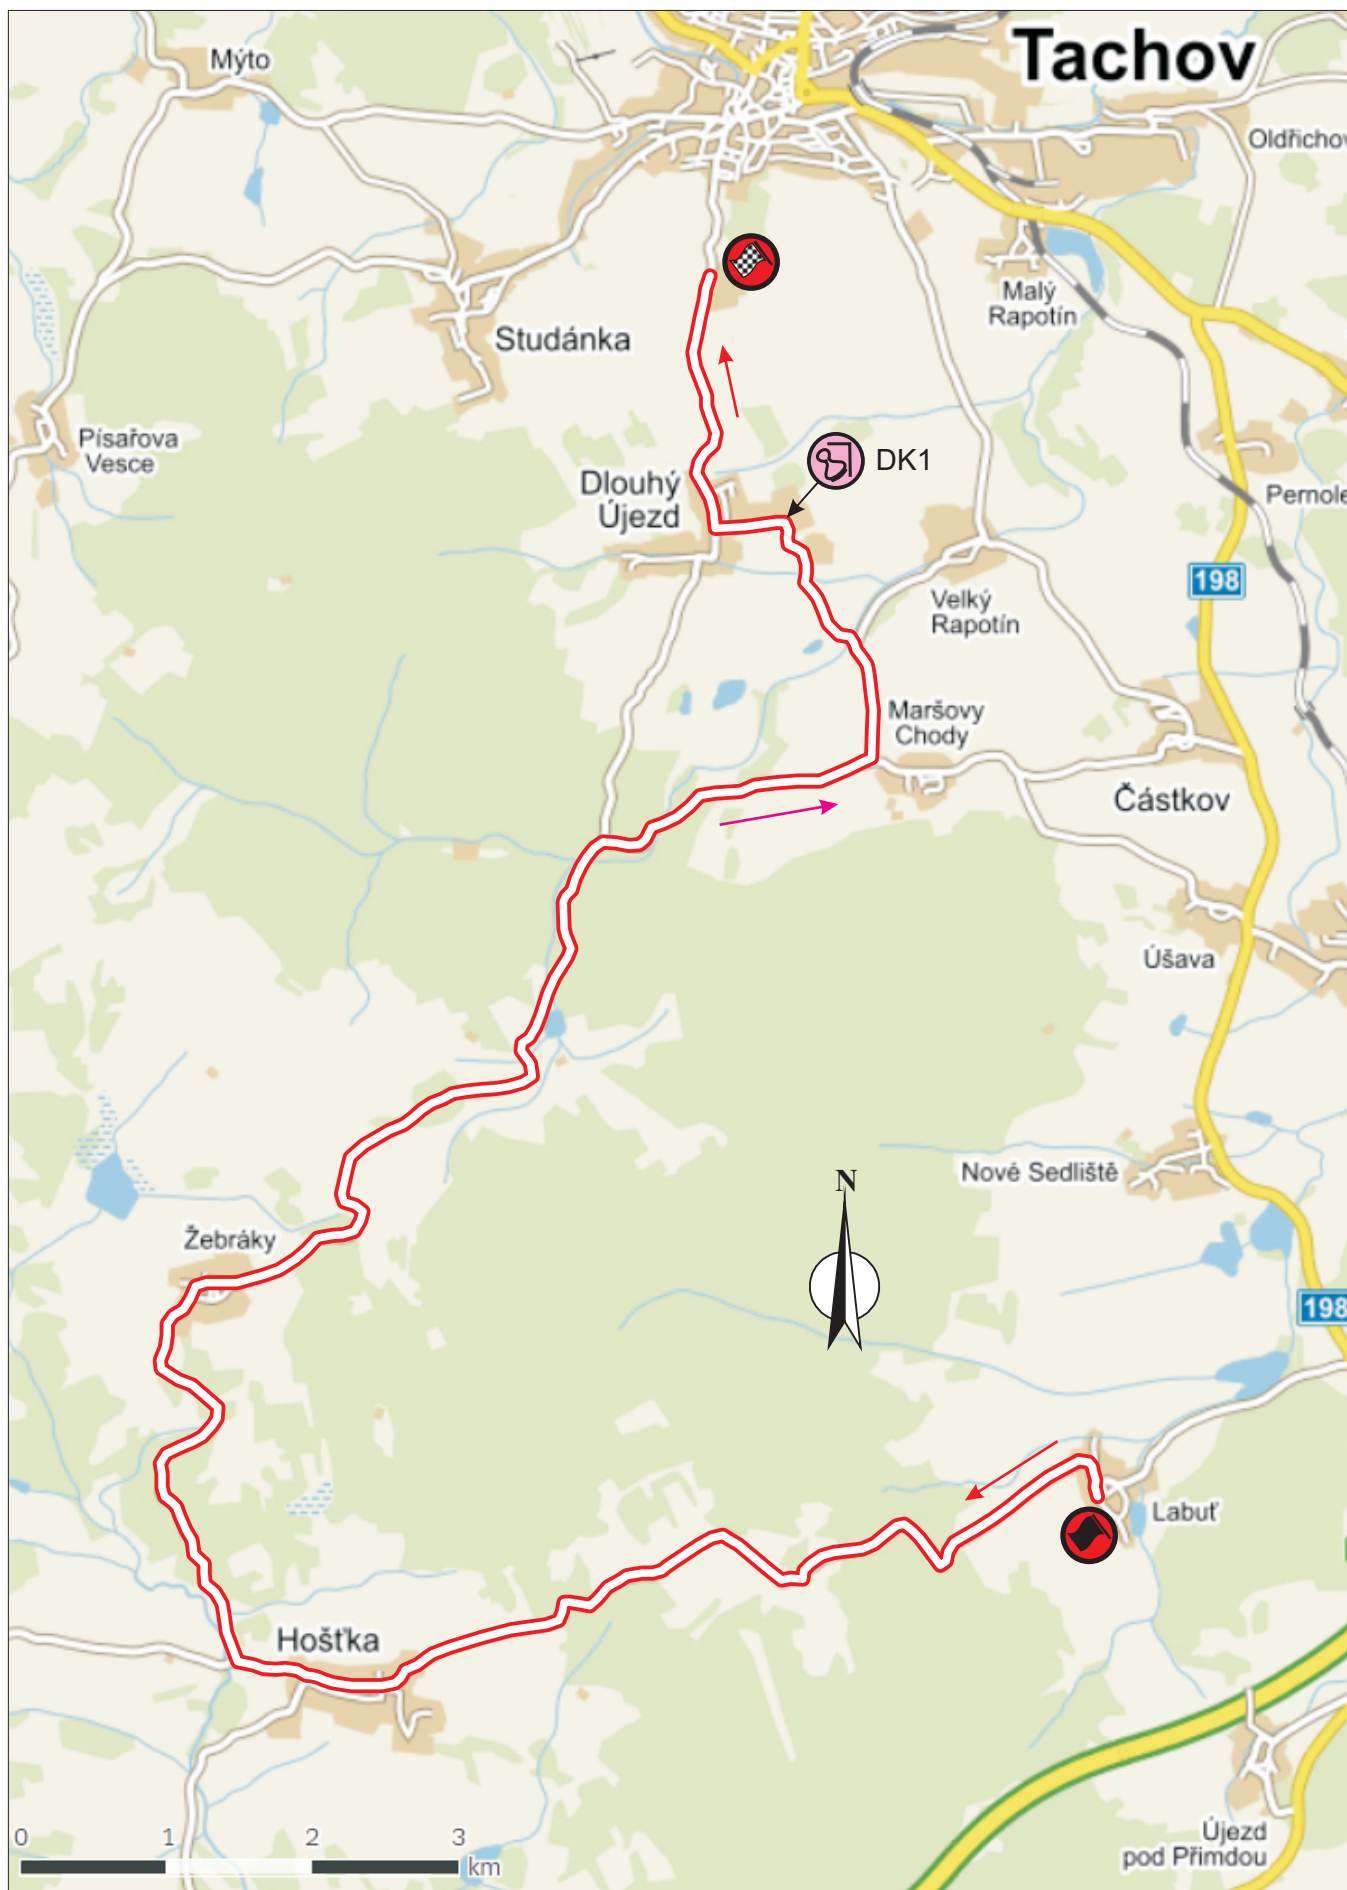 Tachov
Mýto
Oldřichov
Malý
Rapotín
Studánka
Písařova
Vesce
DK1
Dlouhý
Újezd
Pernole
198
Velký
Rapotín
Maršovy
Chody
Částkov
Úšava
Nové Sedliště
N
Žebráky
198
Labuť
Hošťka
Újezd
pod Přimdou
0 1 2 3
km